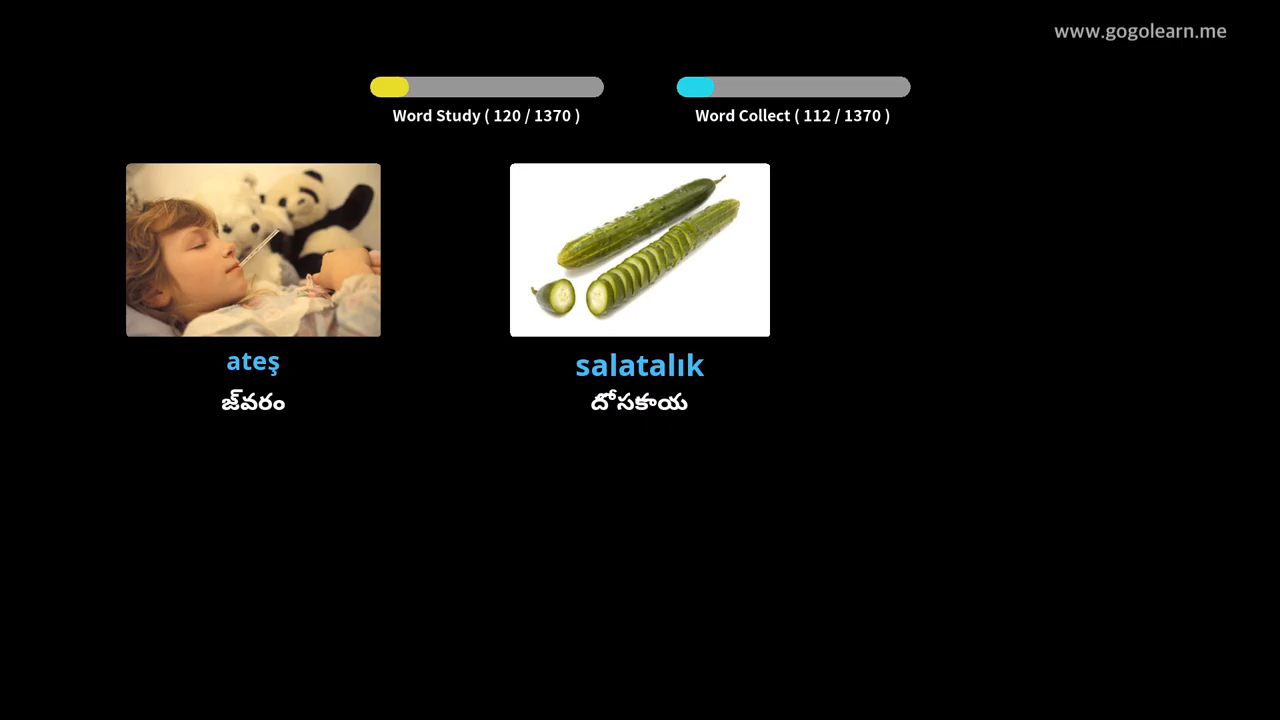 www.gogolearn.me
Word Study ( 120 / 1370 )
Word Collect ( 112 / 1370 )
ateş
జ్‌వరం
salatalık
దోసకాయ